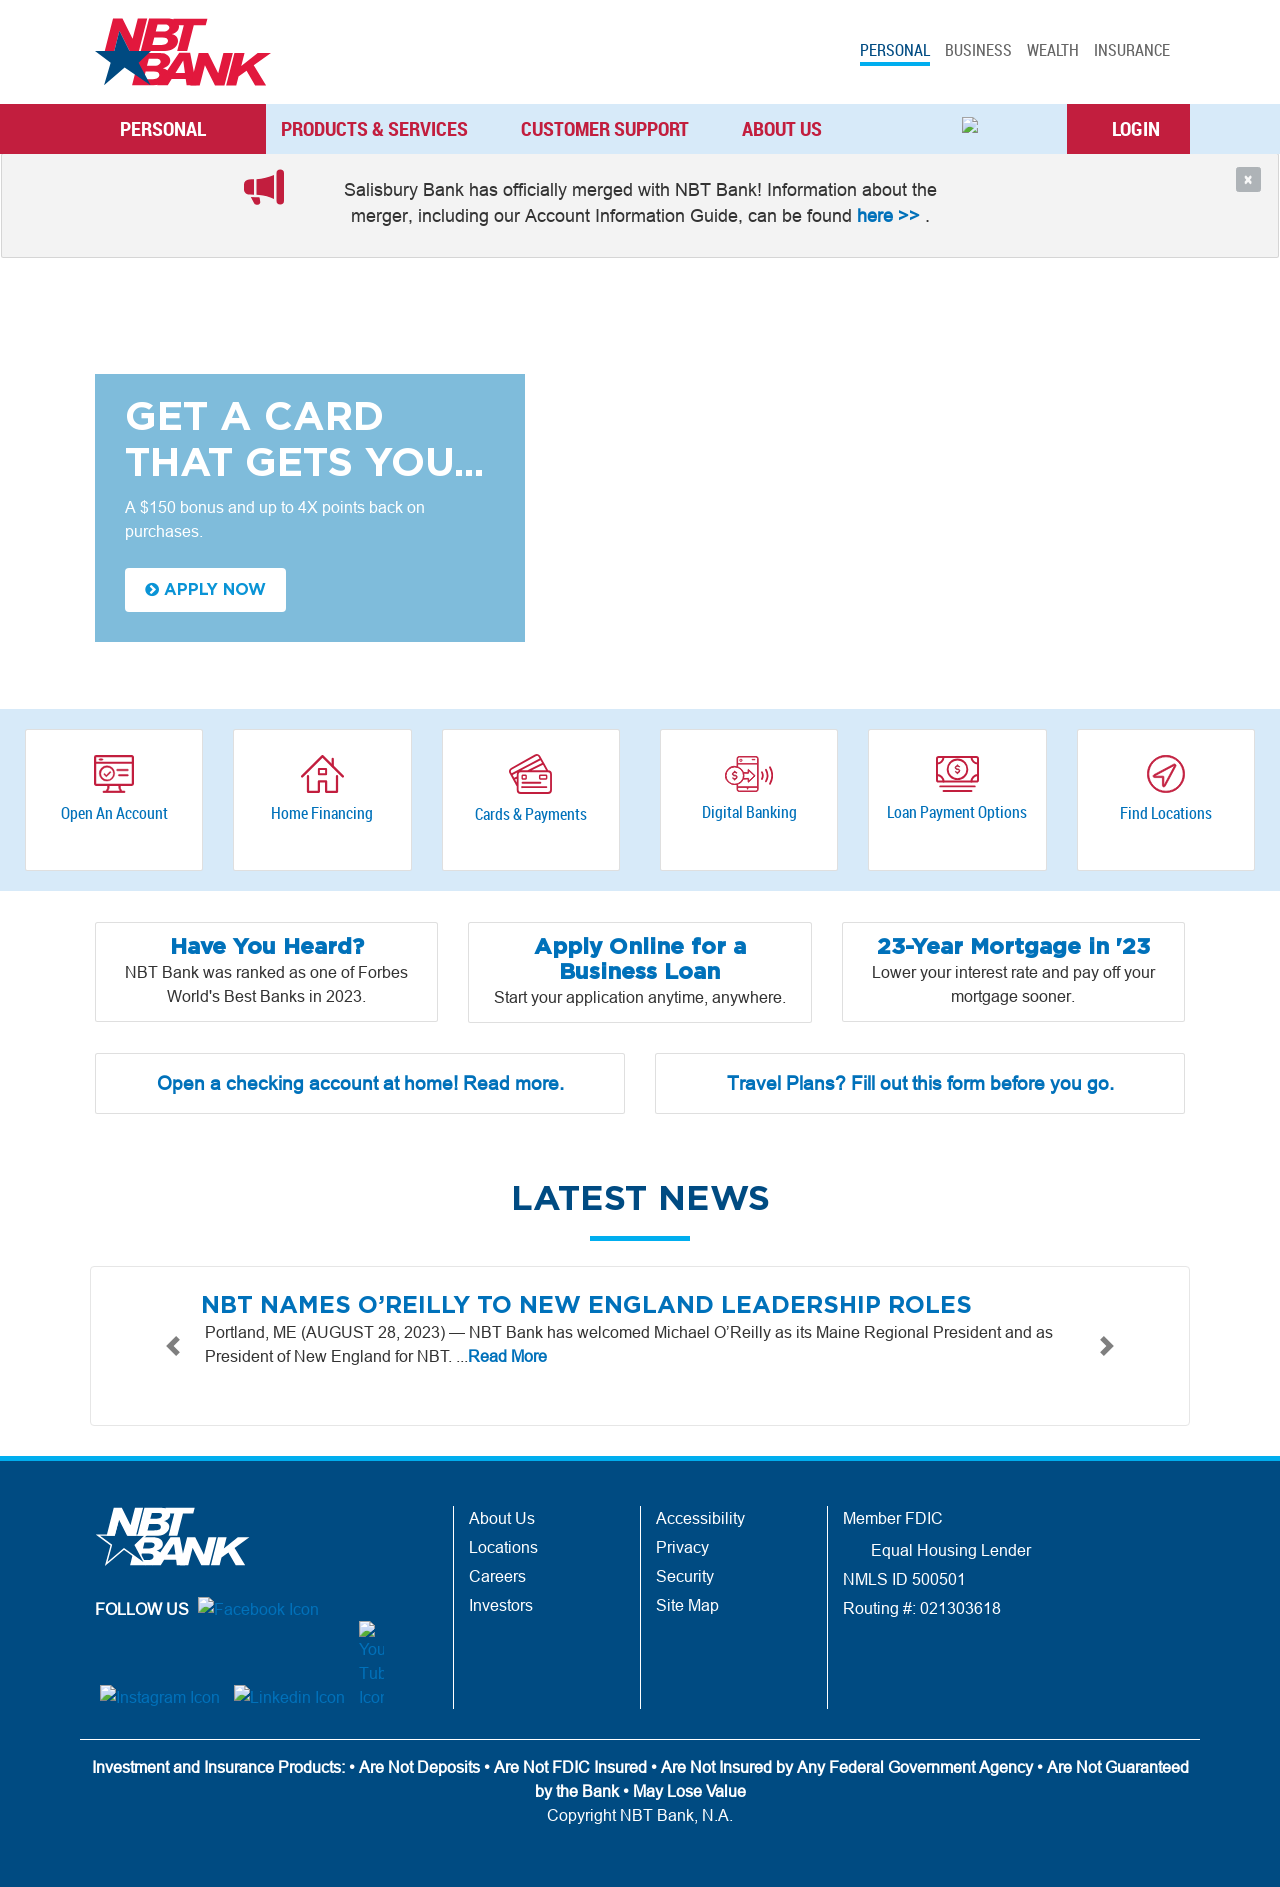 NBT
BANK
PERSONAL BUSINESS WEALTH INSURANCE
PERSONAL PRODUCTS & SERVICES CUSTOMER SUPPORT ABOUT US LOGIN
Salisbury Bank has officially merged with NBT Bank! Information about the
merger, including our Account Information Guide, can be found here >> .
×
GET A CARD
THAT GETS YOU...
A $150 bonus and up to 4X points back on
purchases.
APPLY NOW
Open An Account
Home Financing
Cards & Payments
Digital Banking
Loan Payment Options
Find Locations
Have You Heard?
NBT Bank was ranked as one of Forbes
World's Best Banks in 2023.
Apply Online for a
Business Loan
Start your application anytime, anywhere.
23-Year Mortgage in '23
Lower your interest rate and pay off your
mortgage sooner.
Open a checking account at home! Read more.
Travel Plans? Fill out this form before you go.
LATEST NEWS
NBT NAMES O’REILLY TO NEW ENGLAND LEADERSHIP ROLES
Portland, ME (AUGUST 28, 2023) — NBT Bank has welcomed Michael O’Reilly as its Maine Regional President and as
President of New England for NBT. ...Read More
NBT
BANK
FOLLOW US Facebook Icon
Instagram Icon
Linkedin Icon
You
Tub
Icon
About Us
Locations
Careers
Investors
Accessibility
Privacy
Security
Site Map
Member FDIC
Equal Housing Lender
NMLS ID 500501
Routing #: 021303618
Investment and Insurance Products: • Are Not Deposits • Are Not FDIC Insured • Are Not Insured by Any Federal Government Agency • Are Not Guaranteed
by the Bank • May Lose Value
Copyright NBT Bank, N.A.